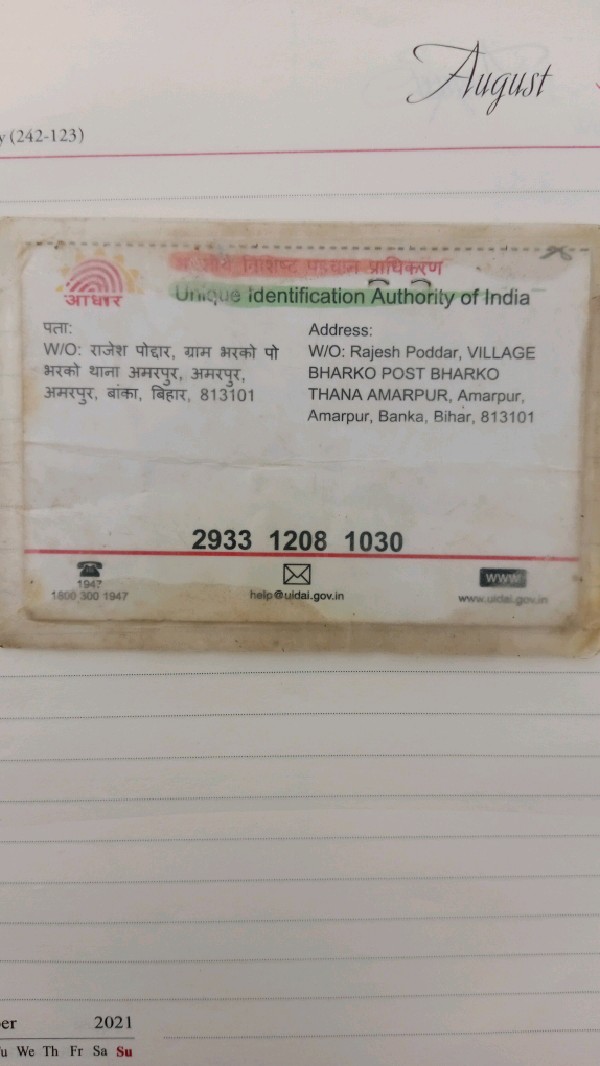 August
(242-123)
प्राधिकरण
आधार
Unique Identification Authority of India
पता:
W/O: राजेश पोद्दार, ग्राम भरको पो
भरको थाना अमरपुर, अमरपुर,
अमरपुर, बांका, बिहार, 813101
Address:
W/O: Rajesh Poddar, VILLAGE
BHARKO POST BHARKO
THANA AMARPUR, Amarpur,
Amarpur, Banka, Bihar, 813101
2933 1208 1030
1947
1800 300 1947
help@uidai.gov.in
WWW
www.uidai.gov.in
2021
We Th Fr Sa Su